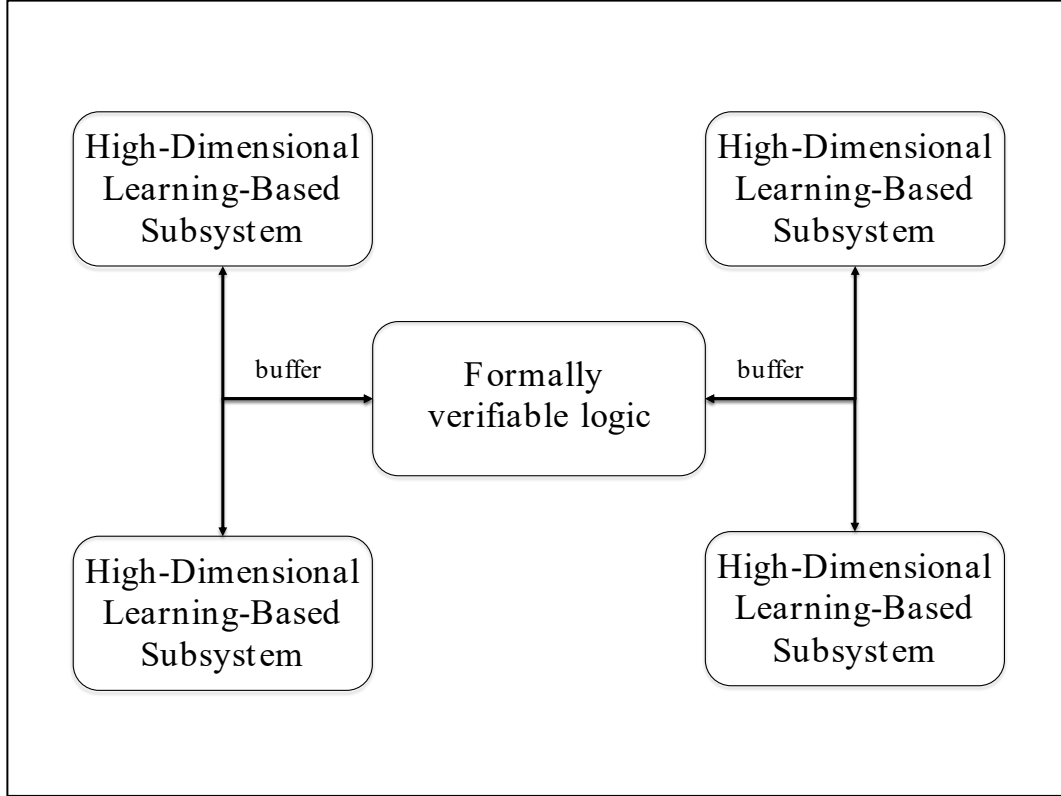 High-Dimensional
Learning-Based
Subsystem
High-Dimensional
Learning-Based
Subsystem
buffer
Formally
verifiable logic
buffer
High-Dimensional
Learning-Based
Subsystem
High-Dimensional
Learning-Based
Subsystem